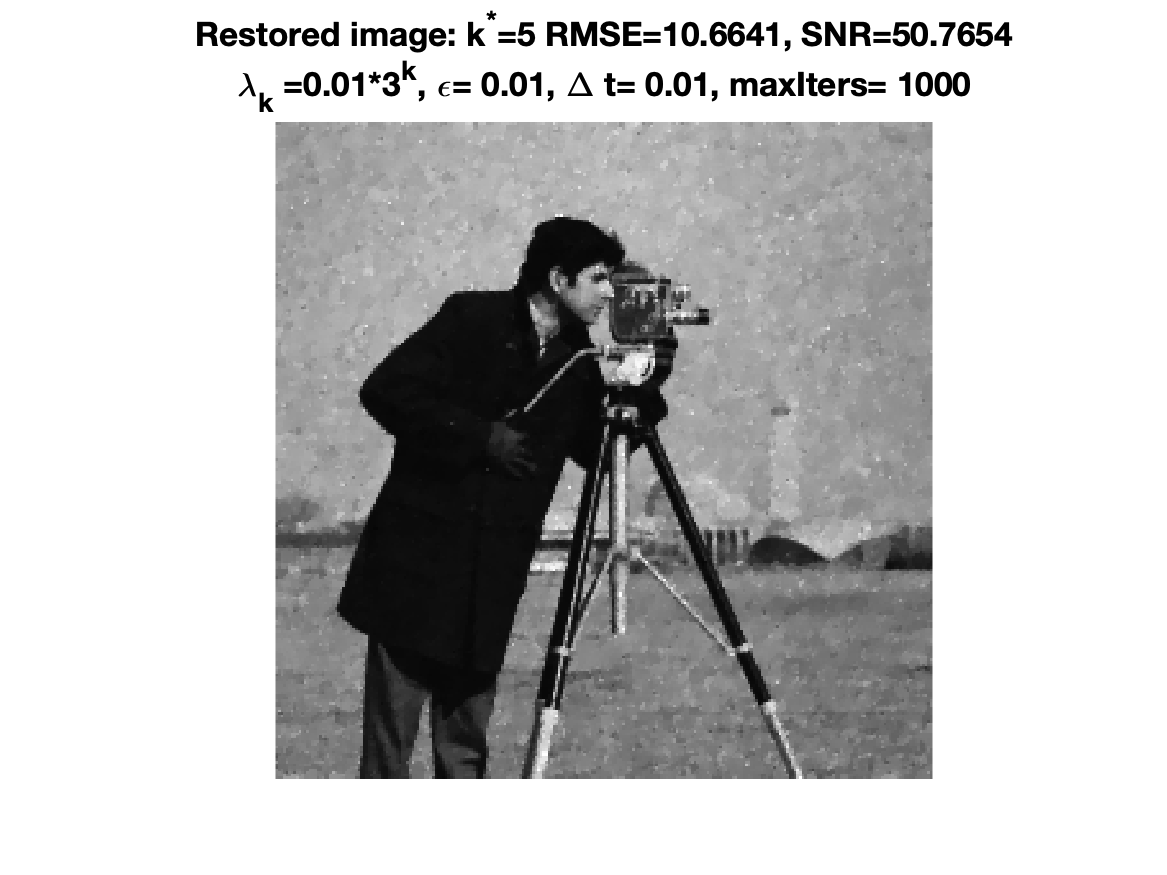 Restored image: k*=5 RMSE=10.6641, SNR=50.7654
λk =0.01*3k, ϵ= 0.01, Δ t= 0.01, maxIters= 1000